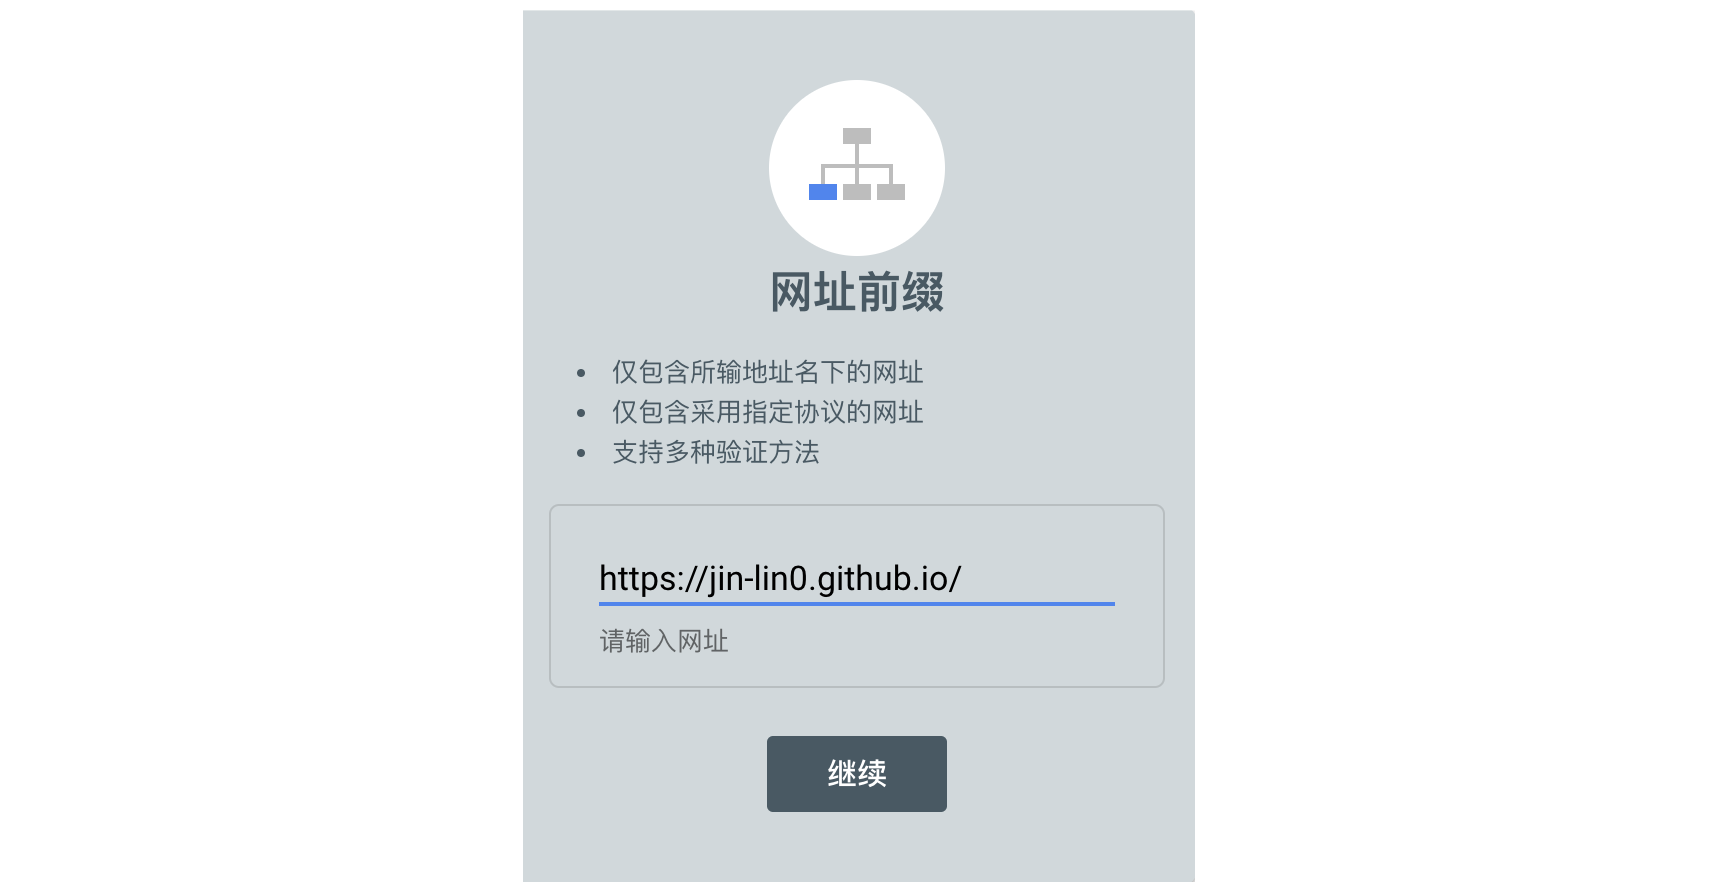 网址前缀
仅包含所输地址名下的网址
仅包含采用指定协议的网址
支持多种验证方法
https://jin-lin0.github.io/
请输入网址
继续